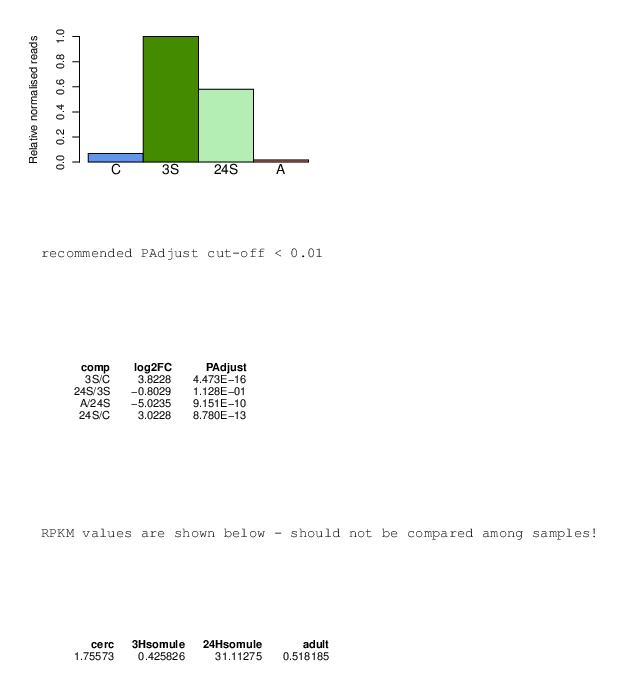 Relative normalised reads
1.0
0.8
0.6
0.4
0.2
0.0
C 3S 24S A
recommended PAdjust cut-off < 0.01
comp log2FC PAdjust
3S/C 3.8228 4.473E−16
24S/3S −0.8029 1.128E−01
A/24S −5.0235 9.151E−10
24S/C 3.0228 8.780E−13
RPKM values are shown below - should not be compared among samples!
cerc 3Hsomule 24Hsomule adult
1.75573 0.425826 31.11275 0.518185